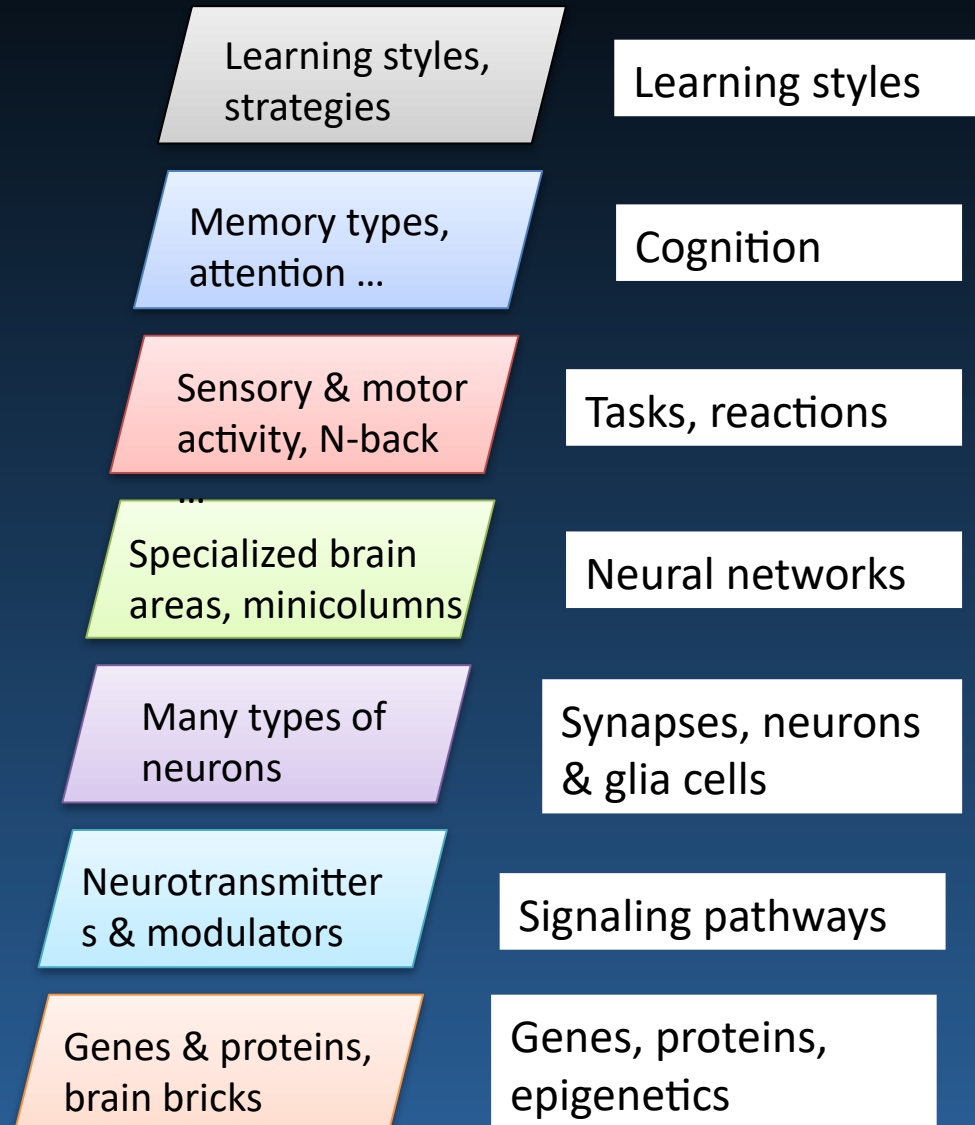 Learning styles,
strategies
Learning styles
Memory types,
attention ...
Cognition
Sensory & motor
activity, N-back
...
Tasks, reactions
Specialized brain
areas, minicolumns
Neural networks
Many types of
neurons
Synapses, neurons
& glia cells
Neurotransmitter
s & modulators
Signaling pathways
Genes & proteins,
brain bricks
Genes, proteins,
epigenetics